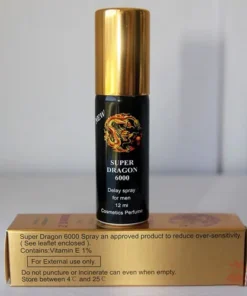 NEW
SUPER
DRAGON
6000
Delay spray
for men
12 ml
Cosmetics Perfume
Super Dragon 6000 Spray an approved product to reduce over-sensitivity.
( See leaflet enclosed ).
Contains:Vitamin E 1%
For External use only.
Do not puncture or incinerate can even when empty.
Store between 4 C and 25 C